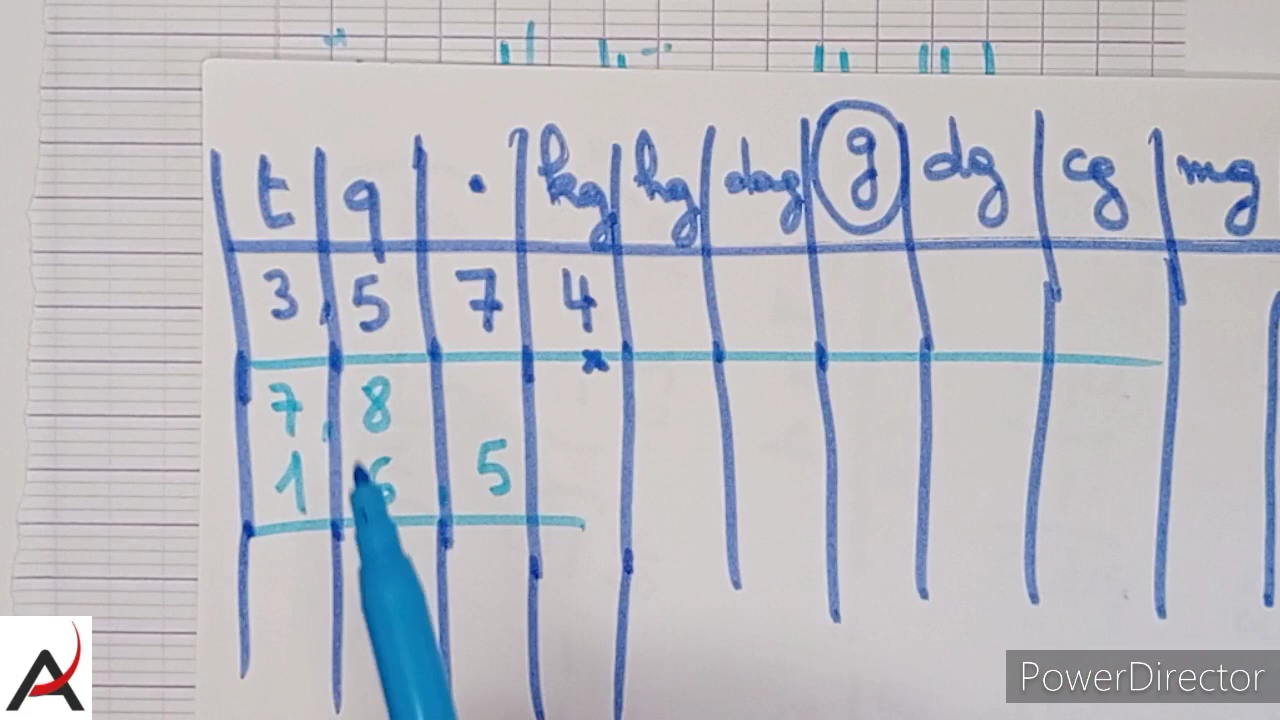 t q . kg hg dag g dg cg mg
3, 5 7 4
x
7, 8
1 6 5
PowerDirector